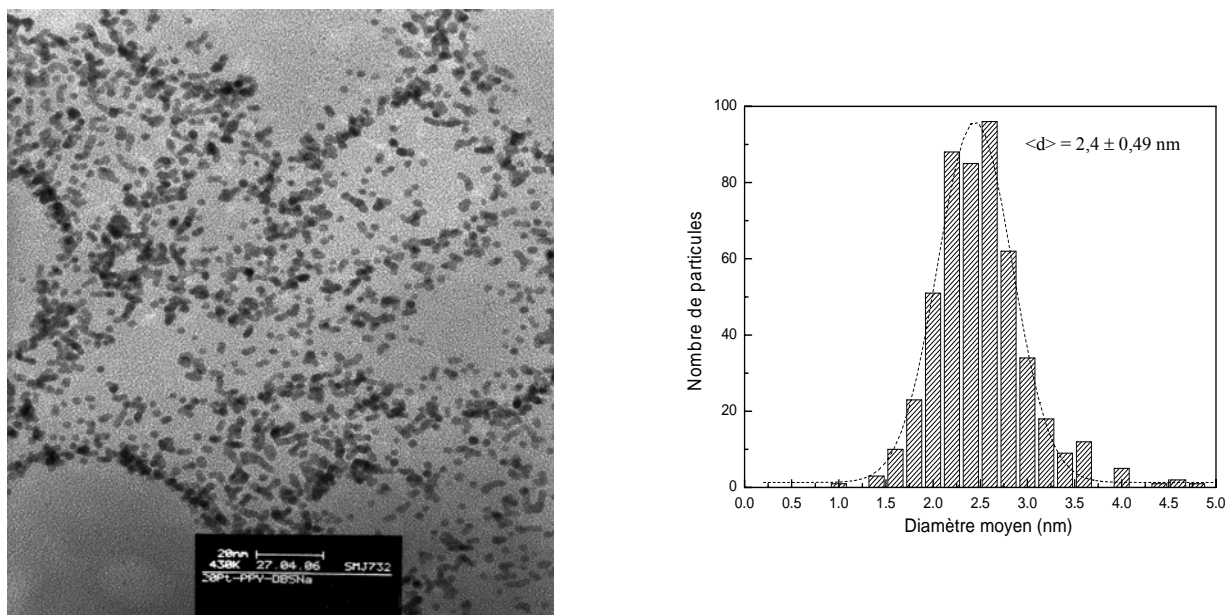 20nm
430K 27.04.06 SMJ732
20Pt-PPY-DBSNa
<d> = 2,4 ± 0,49 nm
100
80
60
40
20
0
Nombre de particules
0.0 0.5 1.0 1.5 2.0 2.5 3.0 3.5 4.0 4.5 5.0
Diamètre moyen (nm)